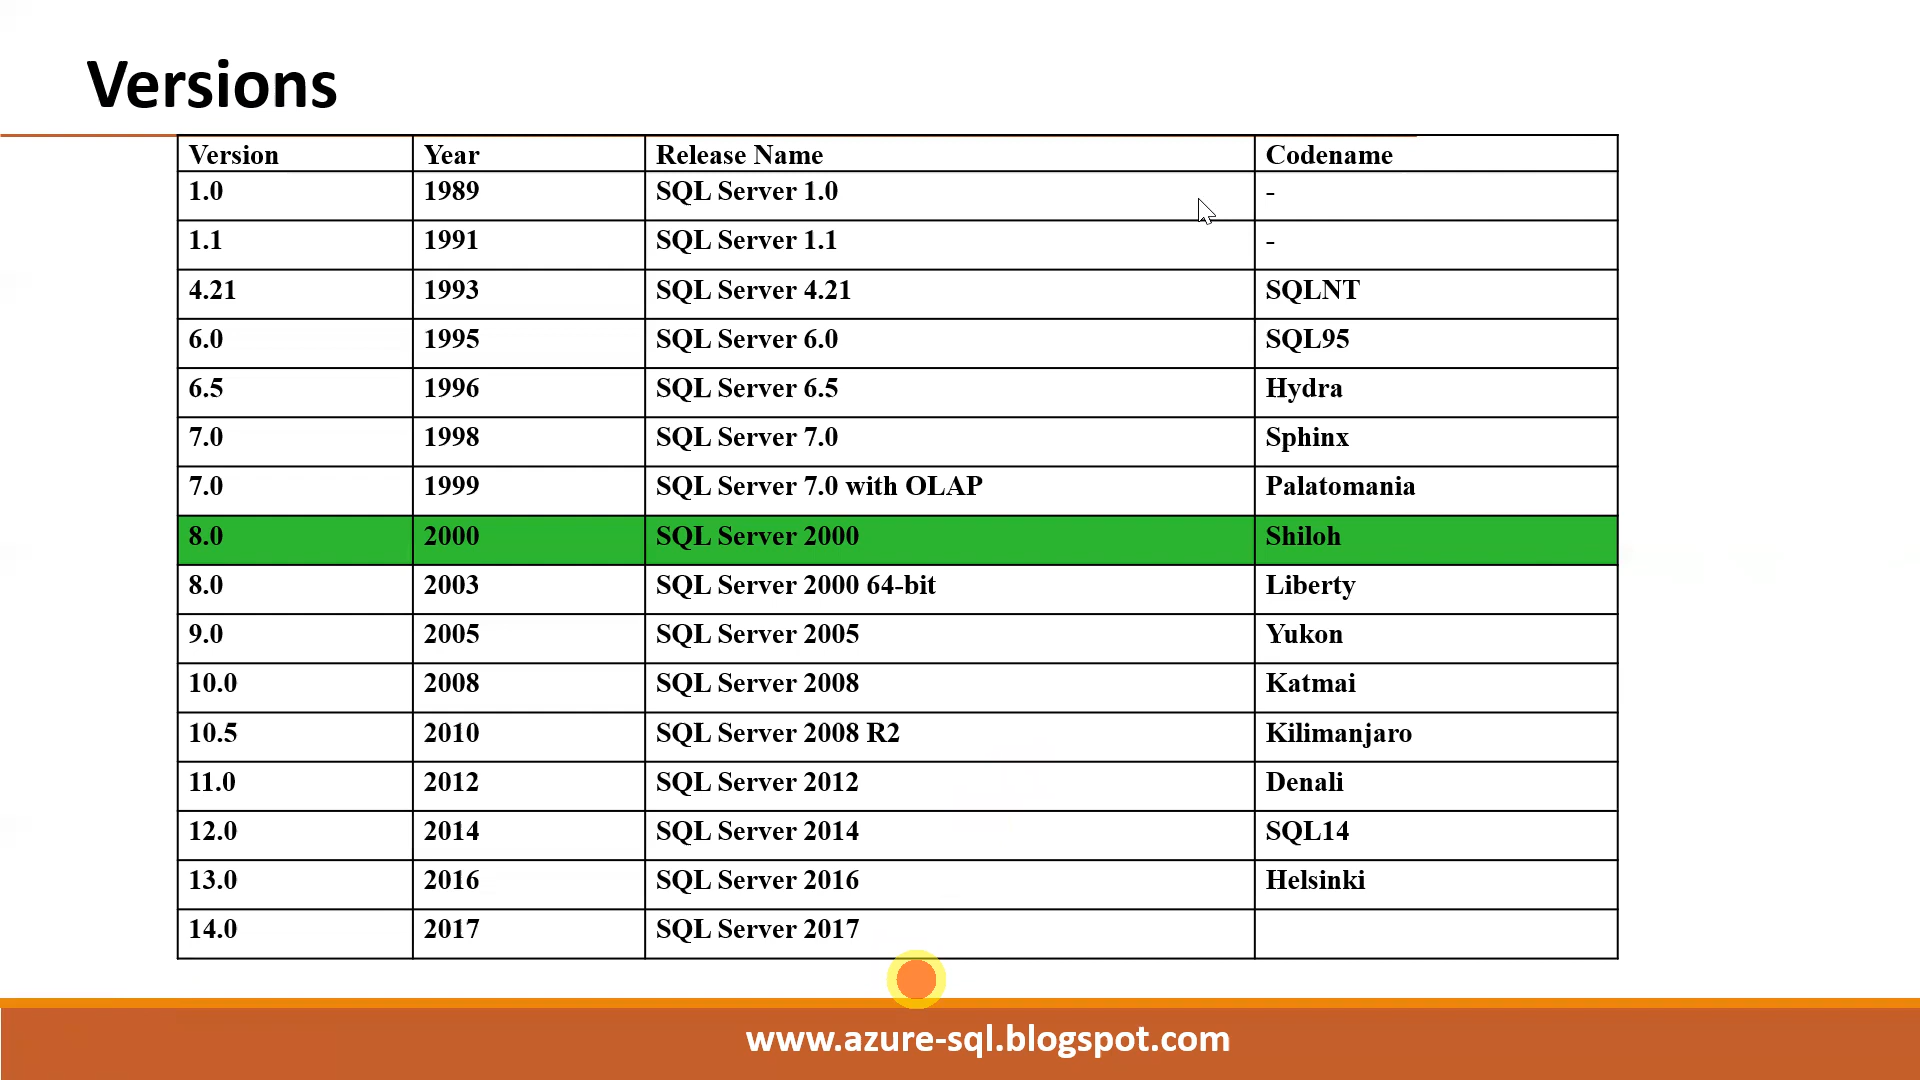 Versions
Version Year Release Name Codename
1.0 1989 SQL Server 1.0 -
1.1 1991 SQL Server 1.1 -
4.21 1993 SQL Server 4.21 SQLNT
6.0 1995 SQL Server 6.0 SQL95
6.5 1996 SQL Server 6.5 Hydra
7.0 1998 SQL Server 7.0 Sphinx
7.0 1999 SQL Server 7.0 with OLAP Palatomania
8.0 2000 SQL Server 2000 Shiloh
8.0 2003 SQL Server 2000 64-bit Liberty
9.0 2005 SQL Server 2005 Yukon
10.0 2008 SQL Server 2008 Katmai
10.5 2010 SQL Server 2008 R2 Kilimanjaro
11.0 2012 SQL Server 2012 Denali
12.0 2014 SQL Server 2014 SQL14
13.0 2016 SQL Server 2016 Helsinki
14.0 2017 SQL Server 2017
www.azure-sql.blogspot.com